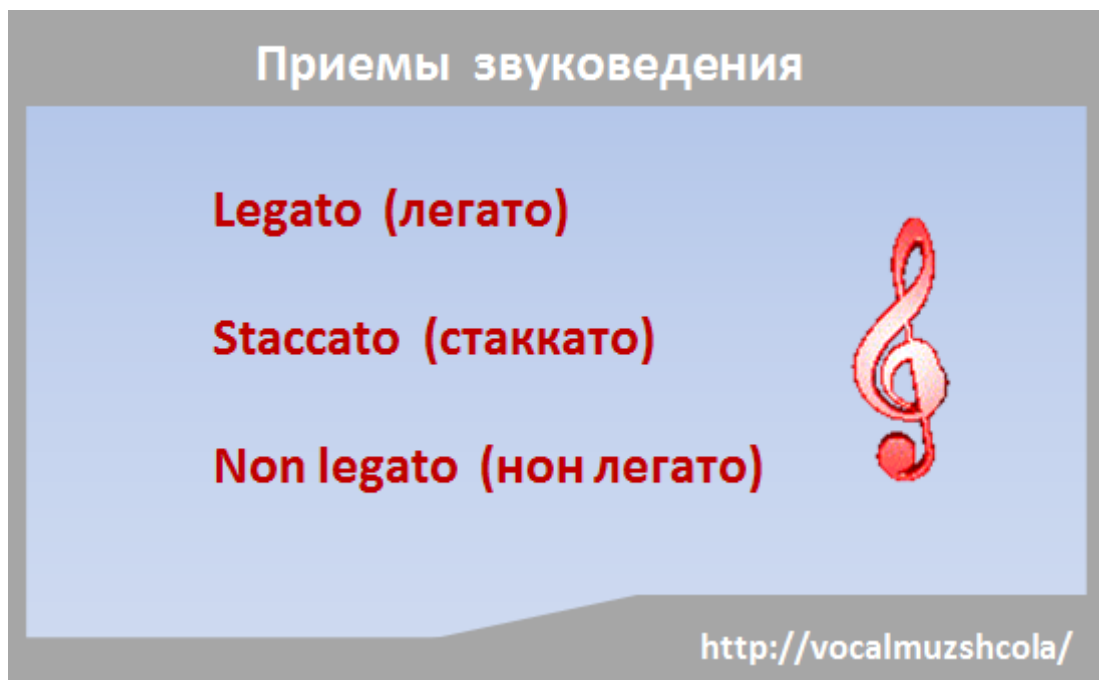 Приемы звуковедения
Legato (легато)
Staccato (стаккато)
Non legato (нон легато)
http://vocalmuzshcola/